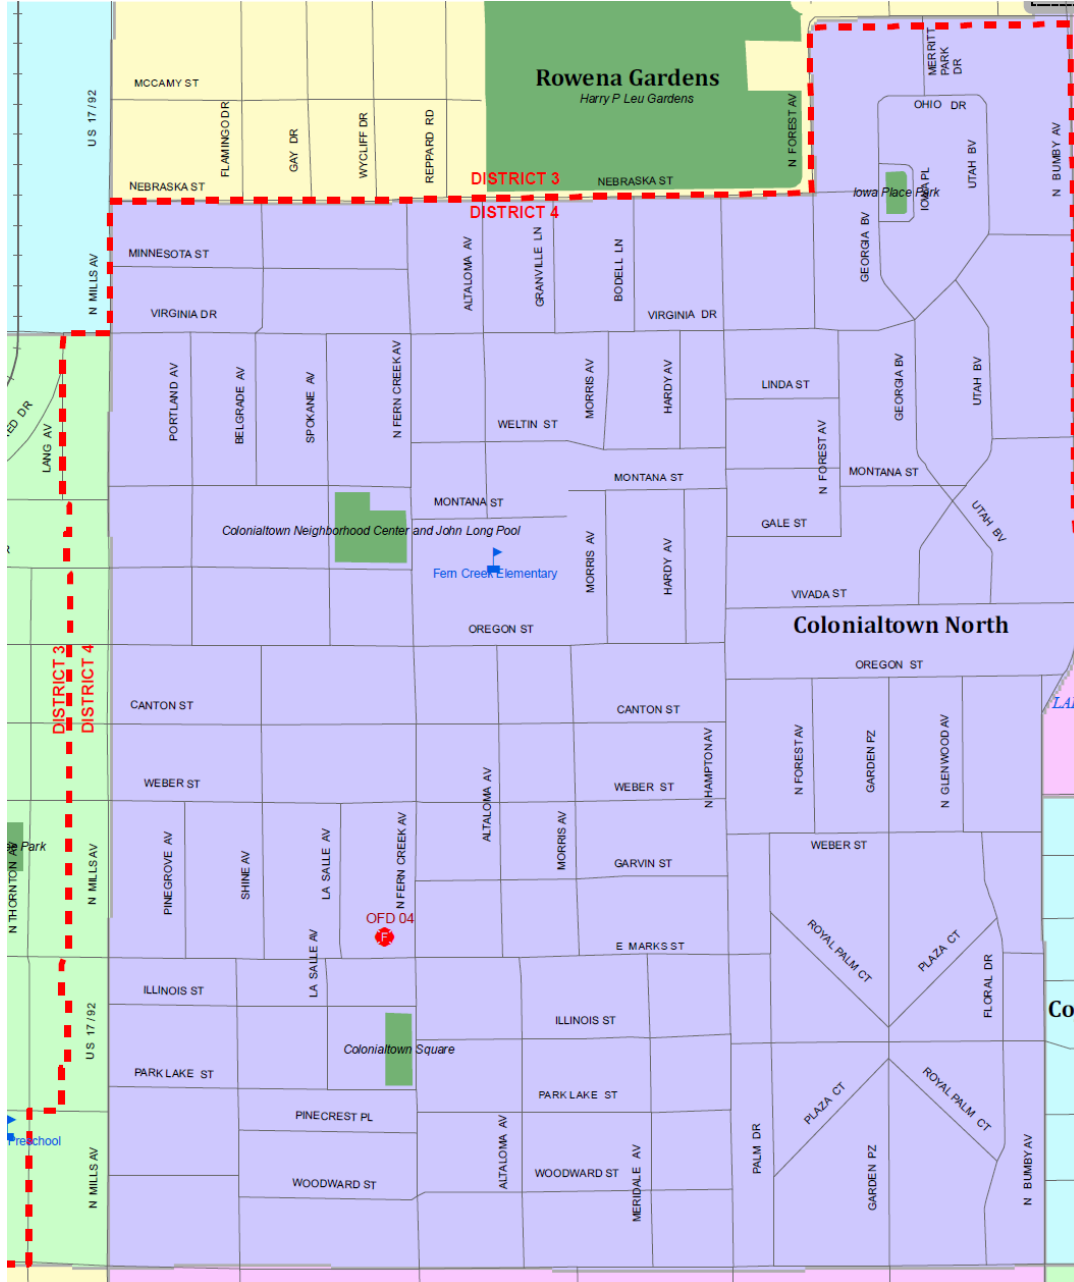 Rowena Gardens
Harry P Leu Gardens
MCCAMY ST
US 17/92
FLAMINGO DR
GAY DR
WYCLIFF DR
REPPARD RD
N FOREST AV
MERRITT
PARK
DR
OHIO DR
UTAH BV
N BUMBY AV
NEBRASKA ST
DISTRICT 3
NEBRASKA ST
DISTRICT 4
Iowa Place Park
IOWA PL
GEORGIA BV
MINNESOTA ST
N MILLS AV
ALTALOMA AV
GRANVILLE LN
BODELL LN
VIRGINIA DR
VIRGINIA DR
PORTLAND AV
BELGRADE AV
SPOKANE AV
N FERN CREEK AV
MORRIS AV
HARDY AV
LINDA ST
GEORGIA BV
UTAH BV
ED DR
LANG AV
WELTIN ST
N FOREST AV
MONTANA ST
MONTANA ST
MONTANA ST
Colonialtown Neighborhood Center and John Long Pool
GALE ST
UTAH BV
MORRIS AV
HARDY AV
Fern Creek Elementary
VIVADA ST
OREGON ST
Colonialtown North
OREGON ST
DISTRICT 3
DISTRICT 4
CANTON ST
CANTON ST
N HAMPTON AV
N FOREST AV
GARDEN PZ
N GLENWOOD AV
WEBER ST
WEBER ST
ALTALOMA AV
WEBER ST
e Park
N THORNTON AV
N MILLS AV
PINEGROVE AV
SHINE AV
LA SALLE AV
N FERN CREEK AV
MORRIS AV
GARVIN ST
OFD 04
F
LA SALLE AV
E MARKS ST
ROYAL PALM CT
PLAZA CT
FLORAL DR
ILLINOIS ST
ILLINOIS ST
Co
US 17/92
Colonialtown Square
PARK LAKE ST
PARK LAKE ST
PINECREST PL
PLAZA CT
ROYAL PALM CT
Preschool
N MILLS AV
ALTALOMA AV
WOODWARD ST
WOODWARD ST
MERIDALE AV
PALM DR
GARDEN PZ
N BUMBY AV